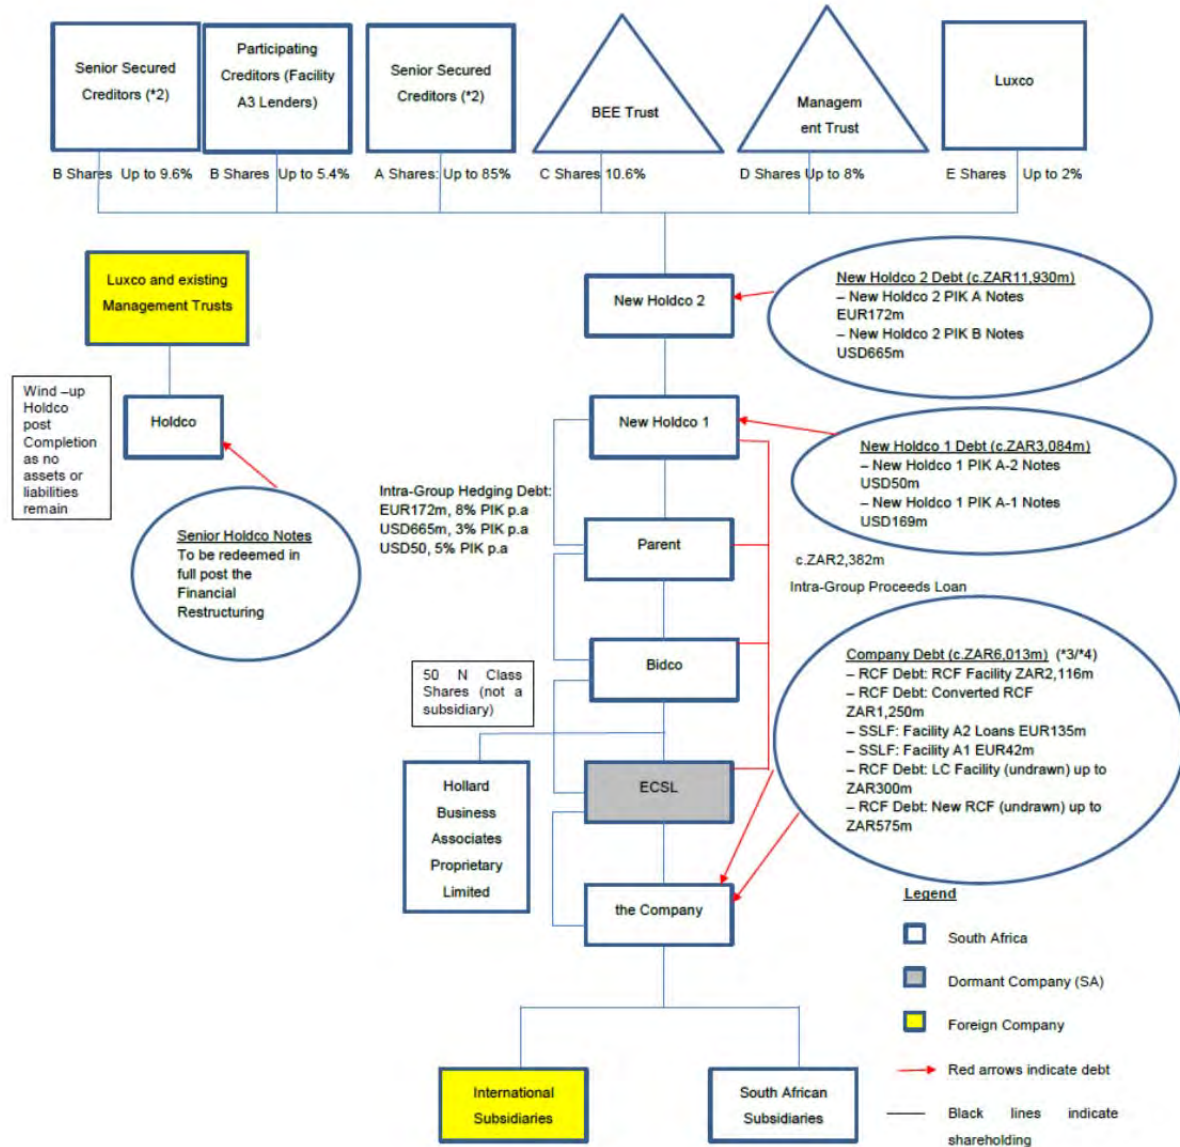 Senior Secured
Creditors (*2)
Participating
Creditors (Facility
A3 Lenders)
Senior Secured
Creditors (*2)
BEE Trust
Managem
ent Trust
Luxco
B Shares Up to 9.6%
B Shares Up to 5.4%
A Shares: Up to 85%
C Shares 10.6%
D Shares Up to 8%
E Shares Up to 2%
Luxco and existing
Management Trusts
New Holdco 2
New Holdco 2 Debt (c.ZAR11,930m)
– New Holdco 2 PIK A Notes
EUR172m
– New Holdco 2 PIK B Notes
USD665m
Wind –up
Holdco
post
Completion
as no
assets or
liabilities
remain
Holdco
New Holdco 1
New Holdco 1 Debt (c.ZAR3,084m)
– New Holdco 1 PIK A-2 Notes
USD50m
– New Holdco 1 PIK A-1 Notes
USD169m
Intra-Group Hedging Debt:
EUR172m, 8% PIK p.a
USD665m, 3% PIK p.a
USD50, 5% PIK p.a
Senior Holdco Notes
To be redeemed in
full post the
Financial
Restructuring
Parent
c.ZAR2,382m
Intra-Group Proceeds Loan
Bidco
50 N Class
Shares (not a
subsidiary)
Company Debt (c.ZAR6,013m) (*3/*4)
– RCF Debt: RCF Facility ZAR2,116m
– RCF Debt: Converted RCF
ZAR1,250m
– SSLF: Facility A2 Loans EUR135m
– SSLF: Facility A1 EUR42m
– RCF Debt: LC Facility (undrawn) up to
ZAR300m
– RCF Debt: New RCF (undrawn) up to
ZAR575m
Hollard
Business
Associates
Proprietary
Limited
ECSL
the Company
Legend
South Africa
Dormant Company (SA)
Foreign Company
Red arrows indicate debt
Black lines indicate
shareholding
International
Subsidiaries
South African
Subsidiaries